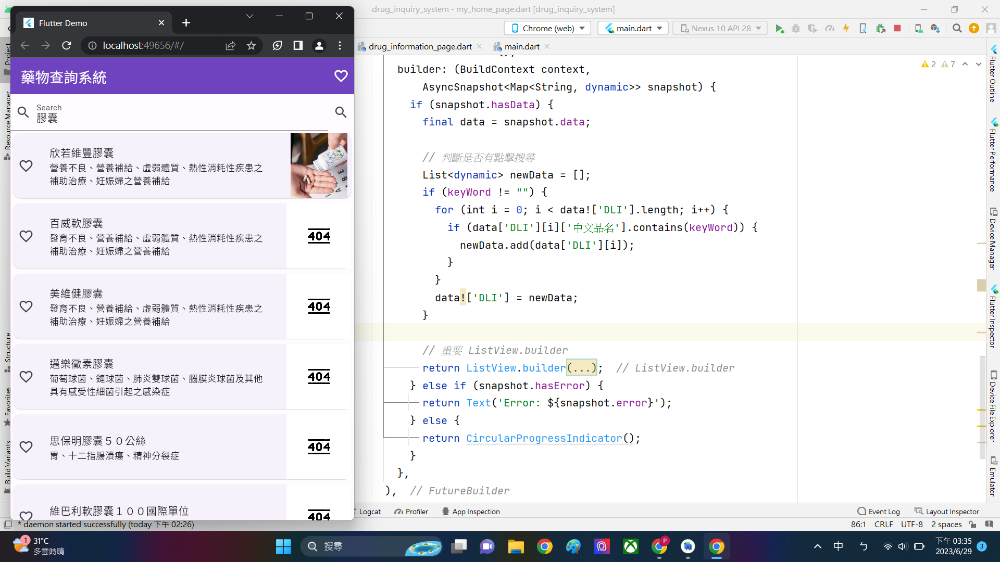 drug_inquiry_system - my_home_page.dart [drug_inquiry_system]
Flutter Demo
localhost:49656/#/
Chrome (web)
main.dart
Nexus 10 API 28
drug_information_page.dart
main.dart
2
7
Project
Resource Manager
Structure
Favorites
Build Variants
藥物查詢系統
Search
膠囊
欣若維豐膠囊
營養不良、營養補給、虛弱體質、熱性消耗性疾患之
補助治療、妊娠婦之營養補給
百威軟膠囊
發育不良、營養補給、虛弱體質、熱性消耗性疾患之
補助治療、妊娠婦之營養補給
404
美維健膠囊
發育不良、營養補給、虛弱體質、熱性消耗性疾患之
補助治療、妊娠婦之營養補給
404
邁樂黴素膠囊
葡萄球菌、鏈球菌、肺炎雙球菌、腦膜炎球菌及其他
具有感受性細菌引起之感染症
404
思保明膠囊５０公絲
胃、十二指腸潰瘍、精神分裂症
404
維巴利軟膠囊１００國際單位
404
builder: (BuildContext context,
AsyncSnapshot<Map<String, dynamic>> snapshot) {
if (snapshot.hasData) {
final data = snapshot.data;
// 判斷是否有點擊搜尋
List<dynamic> newData = [];
if (keyWord != "") {
for (int i = 0; i < data!['DLI'].length; i++) {
if (data['DLI'][i]['中文品名'].contains(keyWord)) {
newData.add(data['DLI'][i]);
}
}
data!['DLI'] = newData;
}
// 重要 ListView.builder
return ListView.builder(...);  // ListView.builder
} else if (snapshot.hasError) {
return Text('Error: ${snapshot.error}');
} else {
return CircularProgressIndicator();
}
},
),  // FutureBuilder
Flutter Outline
Flutter Performance
Device Manager
Flutter Inspector
Device File Explorer
Emulator
Logcat
Profiler
App Inspection
Event Log
Layout Inspector
* daemon started successfully (today 下午 02:26)
86:1
CRLF
UTF-8
2 spaces
1
31°C
多雲時晴
搜尋
P
中
ㄅ
下午 03:35
2023/6/29
3